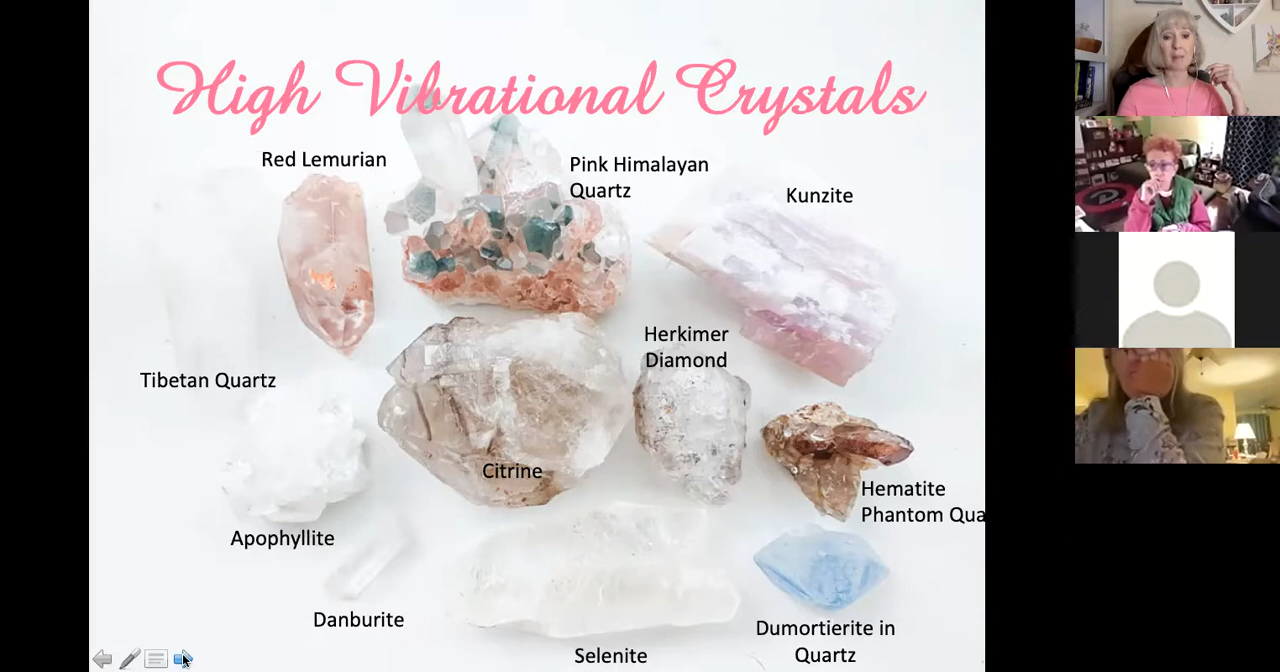 High Vibrational Crystals
Red Lemurian
Pink Himalayan
Quartz
Kunzite
Herkimer
Diamond
Tibetan Quartz
Citrine
Hematite
Phantom Qua
Apophyllite
Danburite
Dumortierite in
Quartz
Selenite